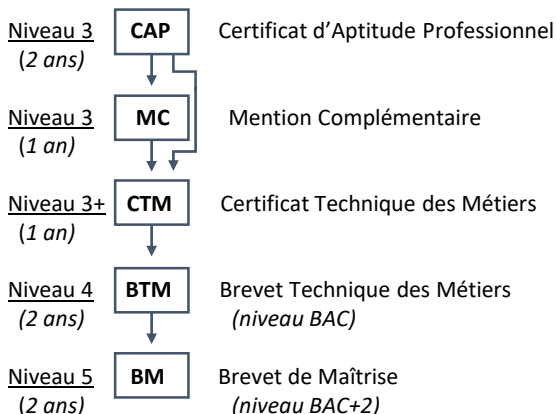 Niveau 3 CAP Certificat d’Aptitude Professionnel
(2 ans)
Niveau 3 MC Mention Complémentaire
(1 an)
Niveau 3+ CTM Certificat Technique des Métiers
(1 an)
Niveau 4 BTM Brevet Technique des Métiers
(2 ans) (niveau BAC)
Niveau 5 BM Brevet de Maîtrise
(2 ans) (niveau BAC+2)